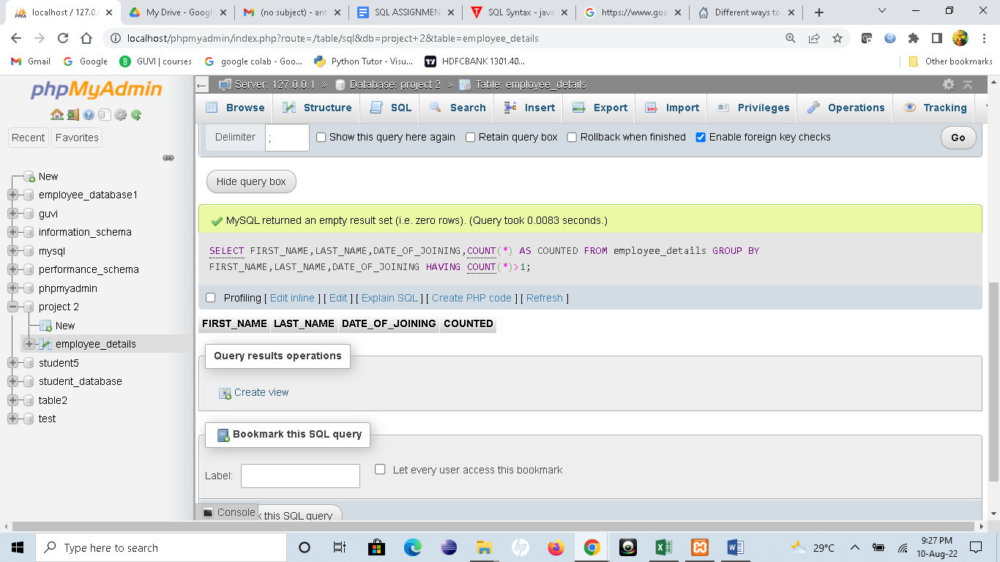 localhost / 127.0.0
My Drive - Googl
(no subject) - ant
SQL ASSIGNMEN
SQL Syntax - java
https://www.goo
Different ways to
localhost/phpmyadmin/index.php?route=/table/sql&db=project+2&table=employee_details
Gmail
Google
GUVI | courses
google colab - Goo...
Python Tutor - Visu...
HDFCBANK 1301.40...
Other bookmarks
phpMyAdmin
Recent
Favorites
New
employee_database1
guvi
information_schema
mysql
performance_schema
phpmyadmin
project 2
New
employee_details
student5
student_database
table2
test
Server: 127.0.0.1 » Database: project 2 » Table: employee_details
Browse
Structure
SQL
Search
Insert
Export
Import
Privileges
Operations
Tracking
Delimiter ;
Show this query here again
Retain query box
Rollback when finished
Enable foreign key checks
Go
Hide query box
MySQL returned an empty result set (i.e. zero rows). (Query took 0.0083 seconds.)
SELECT FIRST_NAME,LAST_NAME,DATE_OF_JOINING,COUNT(*) AS COUNTED FROM employee_details GROUP BY
FIRST_NAME,LAST_NAME,DATE_OF_JOINING HAVING COUNT(*)>1;
Profiling [ Edit inline ] [ Edit ] [ Explain SQL ] [ Create PHP code ] [ Refresh ]
FIRST_NAME LAST_NAME DATE_OF_JOINING COUNTED
Query results operations
Create view
Bookmark this SQL query
Label:
Let every user access this bookmark
Console
k this SQL query
Type here to search
29°C
9:27 PM
10-Aug-22